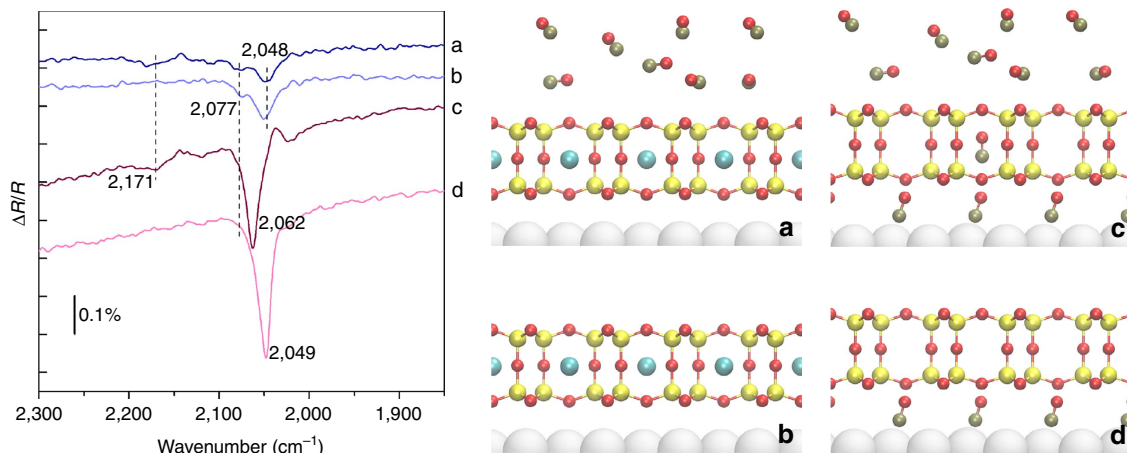 a
2,048
b
2,077
c
2,171
d
2,062
0.1%
2,049
ΔR/R
2,300
2,200
2,100
2,000
1,900
Wavenumber (cm⁻¹)
a
c
b
d